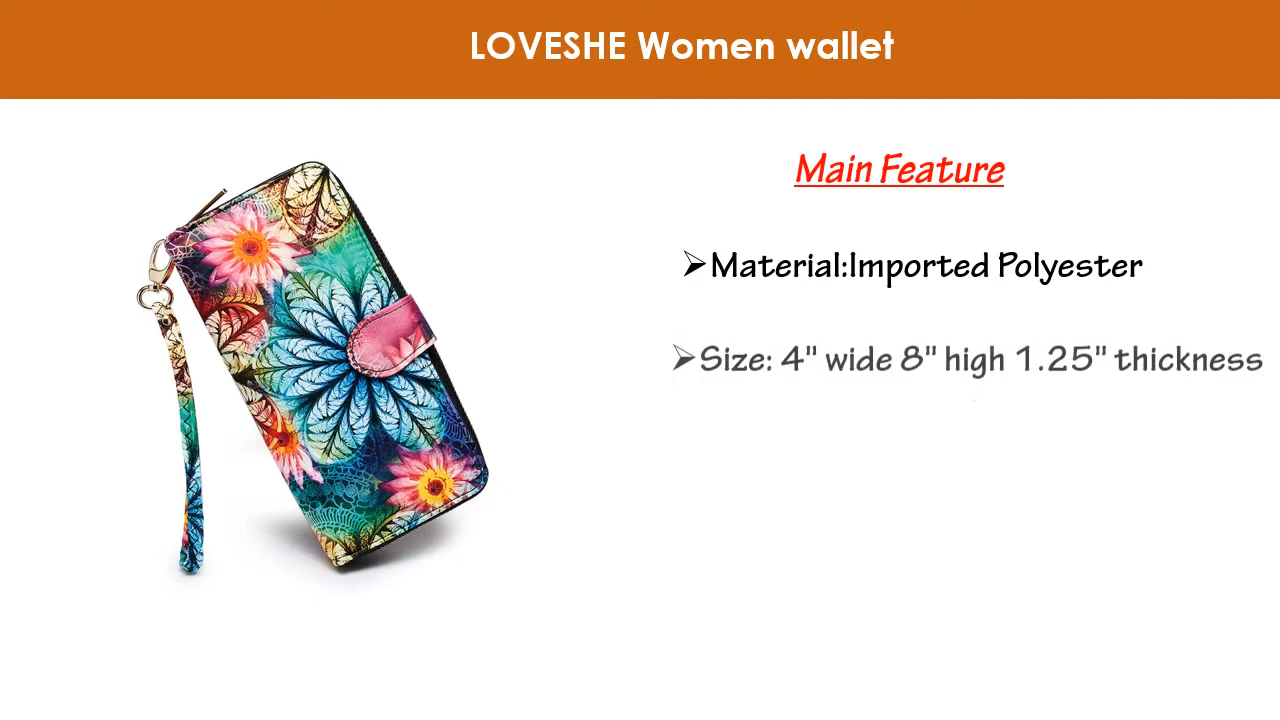 LOVESHE Women wallet
Main Feature
➢Material:Imported Polyester
➢Size: 4" wide 8" high 1.25" thickness